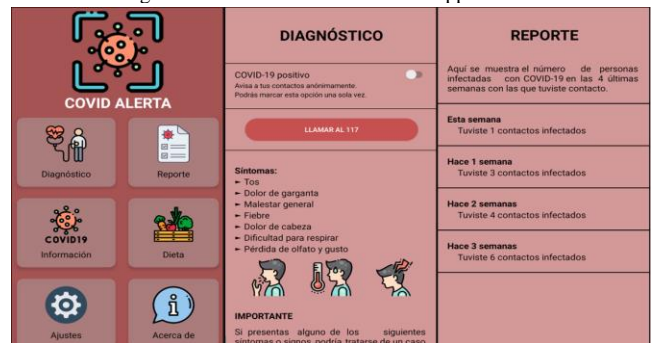 COVID ALERTA
Diagnóstico
Reporte
COVID19
Información
Dieta
Ajustes
Acerca de
DIAGNÓSTICO
COVID-19 positivo
Avisa a tus contactos anónimamente.
Podrás marcar esta opción una sola vez.
LLAMAR AL 117
Síntomas:
➛ Tos
➛ Dolor de garganta
➛ Malestar general
➛ Fiebre
➛ Dolor de cabeza
➛ Dificultad para respirar
➛ Pérdida de olfato y gusto
IMPORTANTE
Si presentas alguno de los siguientes
síntomas o signos, podría tratarse de un caso
REPORTE
Aquí se muestra el número de personas
infectadas con COVID-19 en las 4 últimas
semanas con las que tuviste contacto.
Esta semana
Tuviste 1 contactos infectados
Hace 1 semana
Tuviste 3 contactos infectados
Hace 2 semanas
Tuviste 4 contactos infectados
Hace 3 semanas
Tuviste 6 contactos infectados